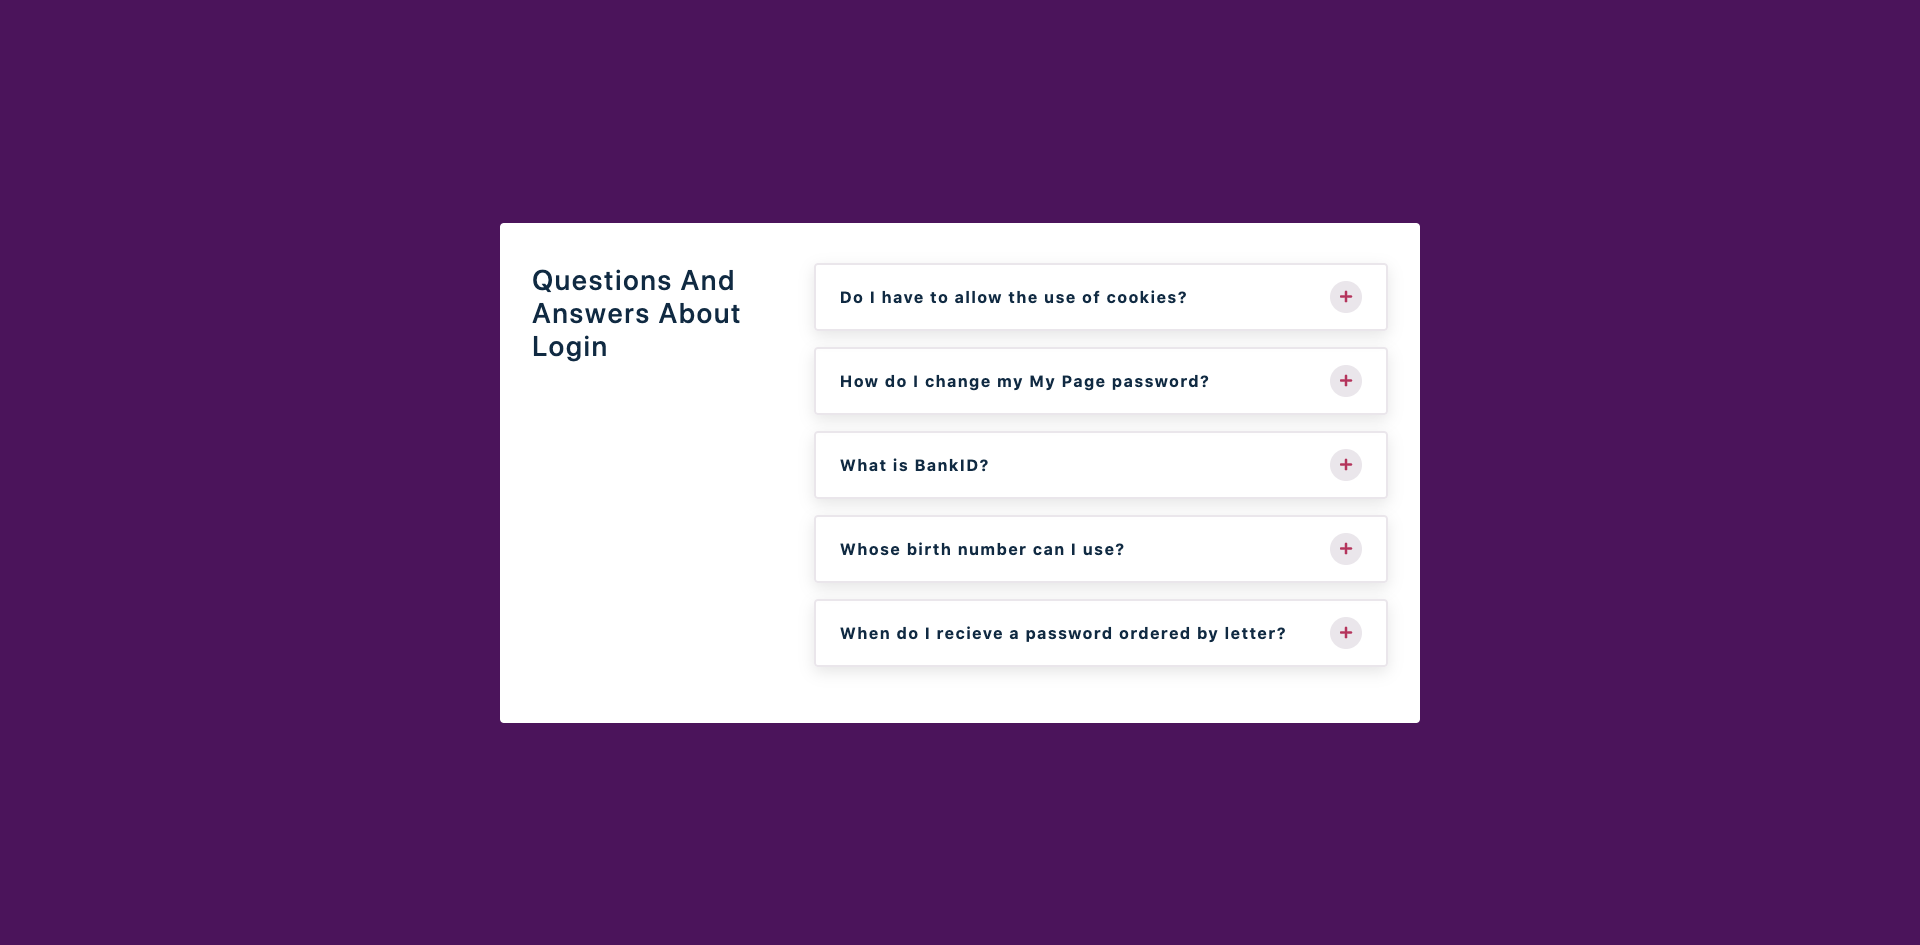 Questions And
Answers About
Login
Do I have to allow the use of cookies?
How do I change my My Page password?
What is BankID?
Whose birth number can I use?
When do I recieve a password ordered by letter?